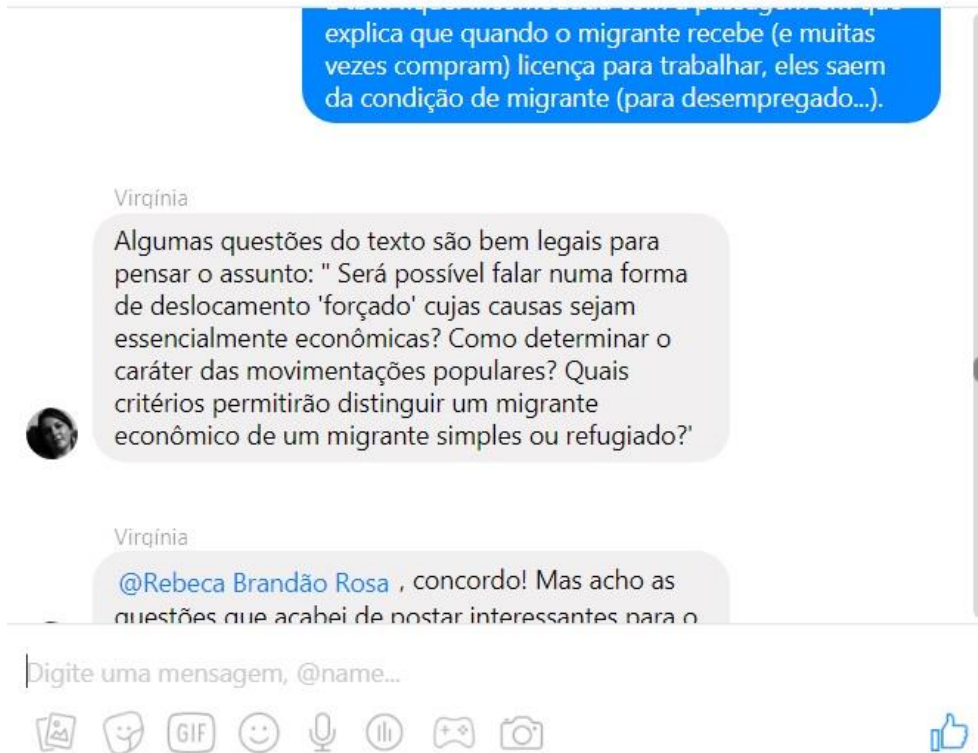 explica que quando o migrante recebe (e muitas
vezes compram) licença para trabalhar, eles saem
da condição de migrante (para desempregado...).
Virgínia
Algumas questões do texto são bem legais para
pensar o assunto: " Será possível falar numa forma
de deslocamento 'forçado' cujas causas sejam
essencialmente econômicas? Como determinar o
caráter das movimentações populares? Quais
critérios permitirão distinguir um migrante
econômico de um migrante simples ou refugiado?'
Virgínia
@Rebeca Brandão Rosa , concordo! Mas acho as
questões que acabei de postar interessantes para o
Digite uma mensagem, @name...
GIF